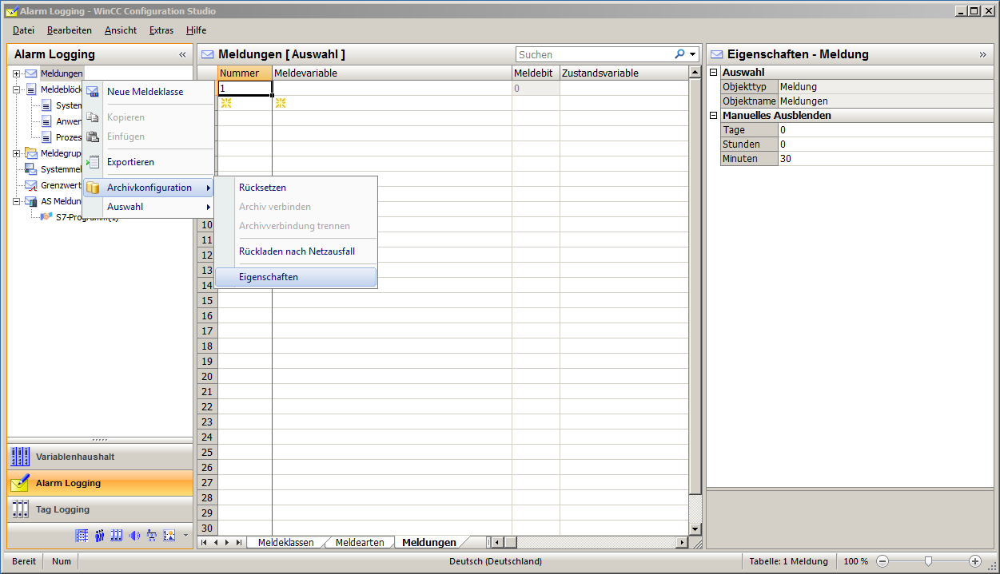 Alarm Logging - WinCC Configuration Studio
Datei Bearbeiten Ansicht Extras Hilfe
Alarm Logging «
Meldungen
Meldeblöck
System
Anwen
Prozes
Meldegrup
Systemmel
Grenzwert
AS Meldun
S7-Programm(1)
Neue Meldeklasse
Kopieren
Einfügen
Exportieren
Archivkonfiguration
Auswahl
Rücksetzen
Archiv verbinden
Archivverbindung trennen
Rückladen nach Netzausfall
Eigenschaften
Variablenhaushalt
Alarm Logging
Tag Logging
Meldungen [ Auswahl ] Suchen
Nummer Meldevariable Meldebit Zustandsvariable
1 0
10
11
12
13
14
15
16
17
18
19
20
21
22
23
24
25
26
27
28
29
30
Meldeklassen Meldearten Meldungen
Eigenschaften - Meldung »
Auswahl
Objekttyp Meldung
Objektname Meldungen
Manuelles Ausblenden
Tage 0
Stunden 0
Minuten 30
Bereit Num Deutsch (Deutschland) Tabelle: 1 Meldung 100 %